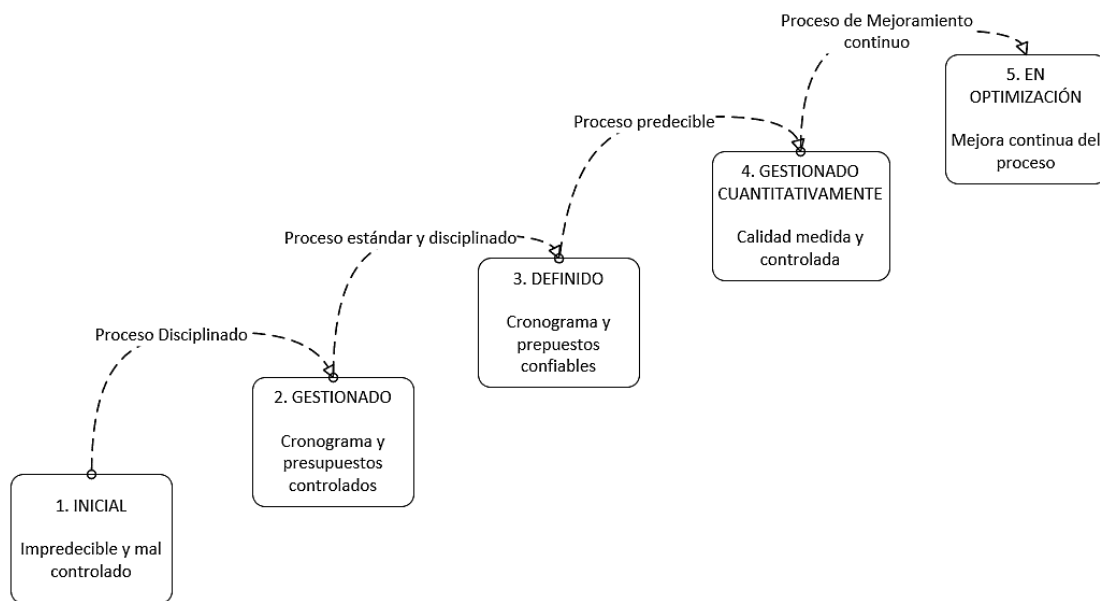 Proceso de Mejoramiento
continuo
5. EN
OPTIMIZACIÓN
Mejora continua del
proceso
Proceso predecible
4. GESTIONADO
CUANTITATIVAMENTE
Calidad medida y
controlada
Proceso estándar y disciplinado
3. DEFINIDO
Cronograma y
prepuestos
confiables
Proceso Disciplinado
2. GESTIONADO
Cronograma y
presupuestos
controlados
1. INICIAL
Impredecible y mal
controlado